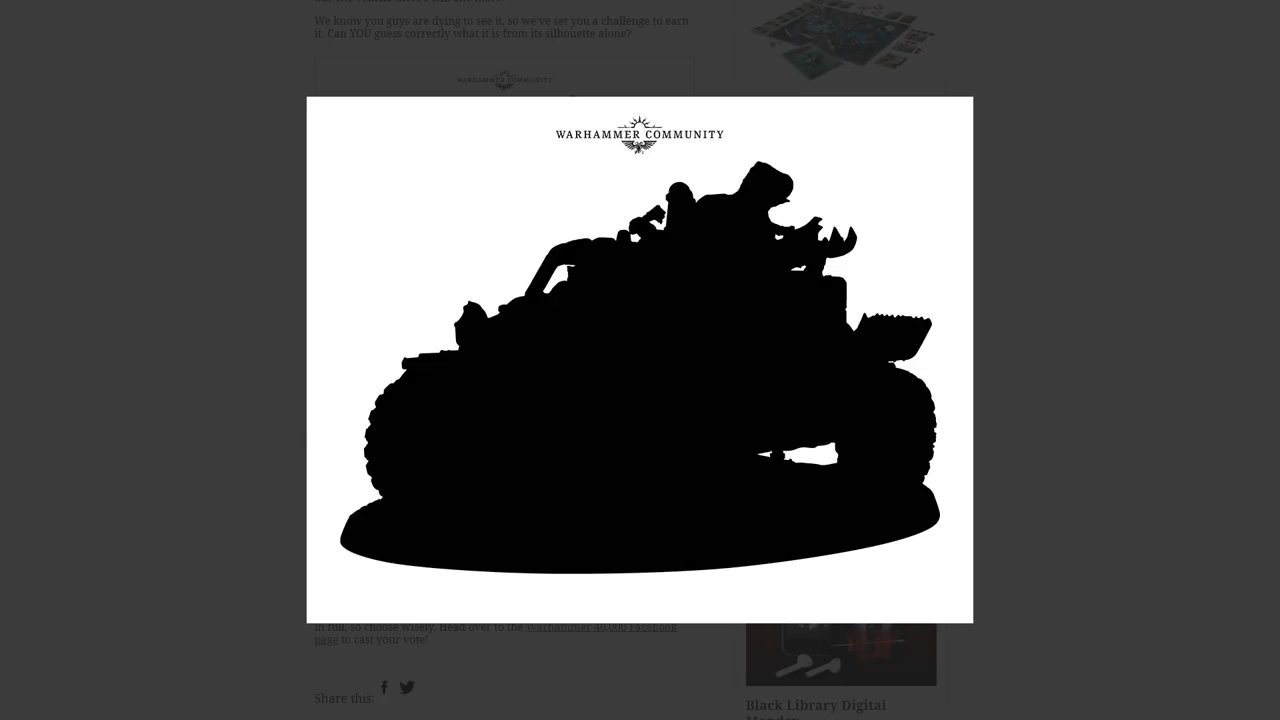 We know you guys are dying to see it, so we've set you a challenge to earn
it. Can YOU guess correctly what it is from its silhouette alone?
WARHAMMER COMMUNITY
WARHAMMER COMMUNITY
in full, so choose wisely. Head over to the Warhammer 40,000 Facebook
page to cast your vote!
Share this:
Black Library Digital
Monday